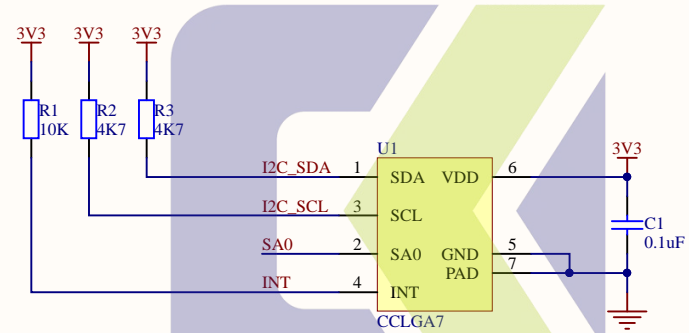 3V3 3V3 3V3
R1 R2 R3
10K 4K7 4K7
U1
3V3
I2C_SDA 1 SDA VDD 6
I2C_SCL 3 SCL
C1
0.1uF
SA0 2 SA0 GND 5
PAD 7
INT 4 INT
CCLGA7